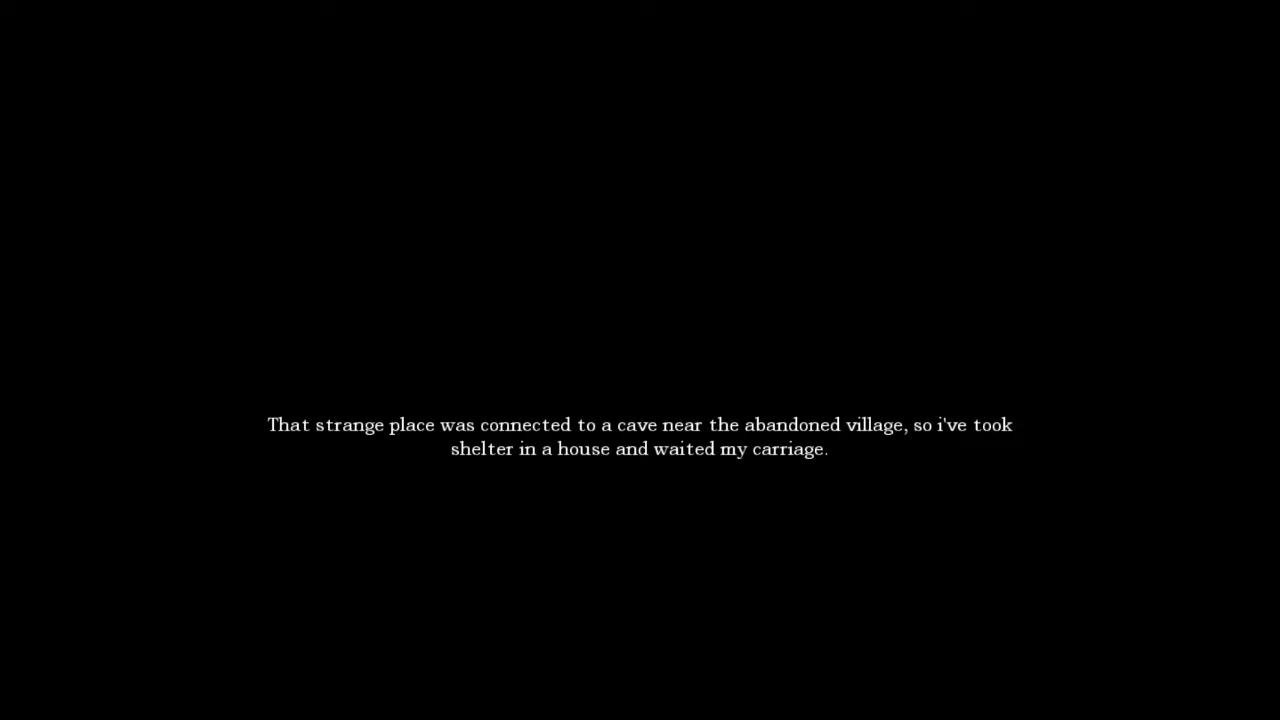 That strange place was connected to a cave near the abandoned village, so i've took
shelter in a house and waited my carriage.